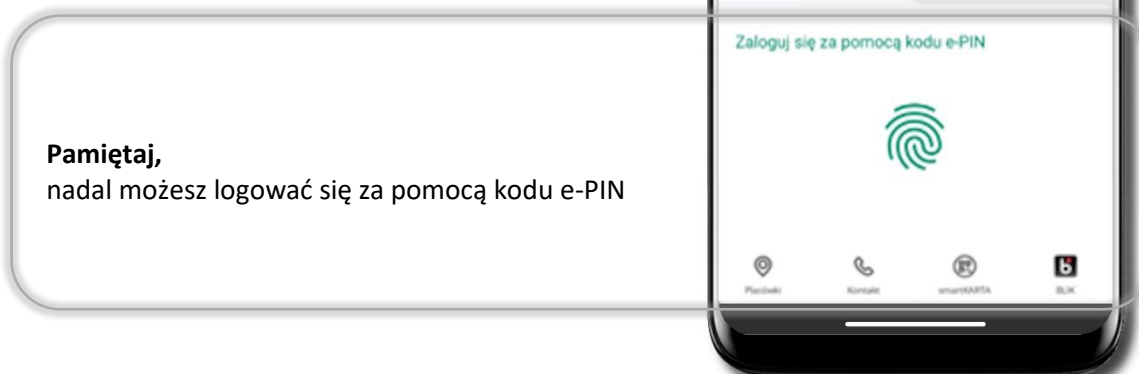 Zaloguj się za pomocą kodu e-PIN
Pamiętaj,
nadal możesz logować się za pomocą kodu e-PIN
Placówki
Kontakt
smartKARTA
BLIK